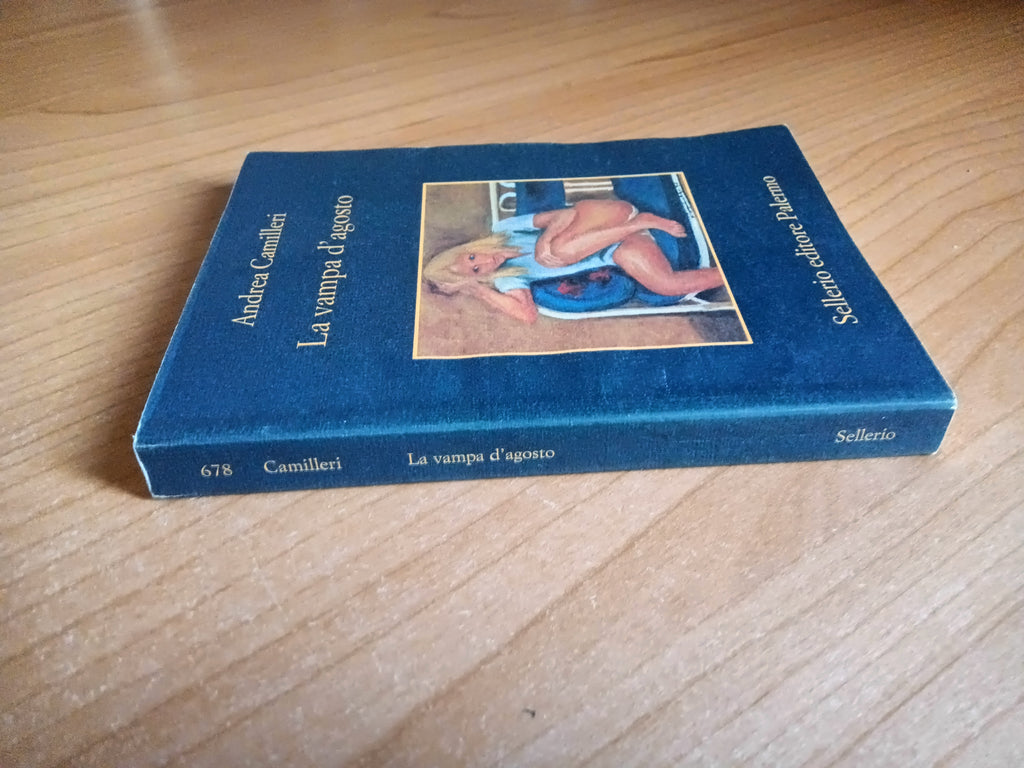 Andrea Camilleri
La vampa d'agosto
Sellerio editore Palermo
678 Camilleri La vampa d'agosto Sellerio